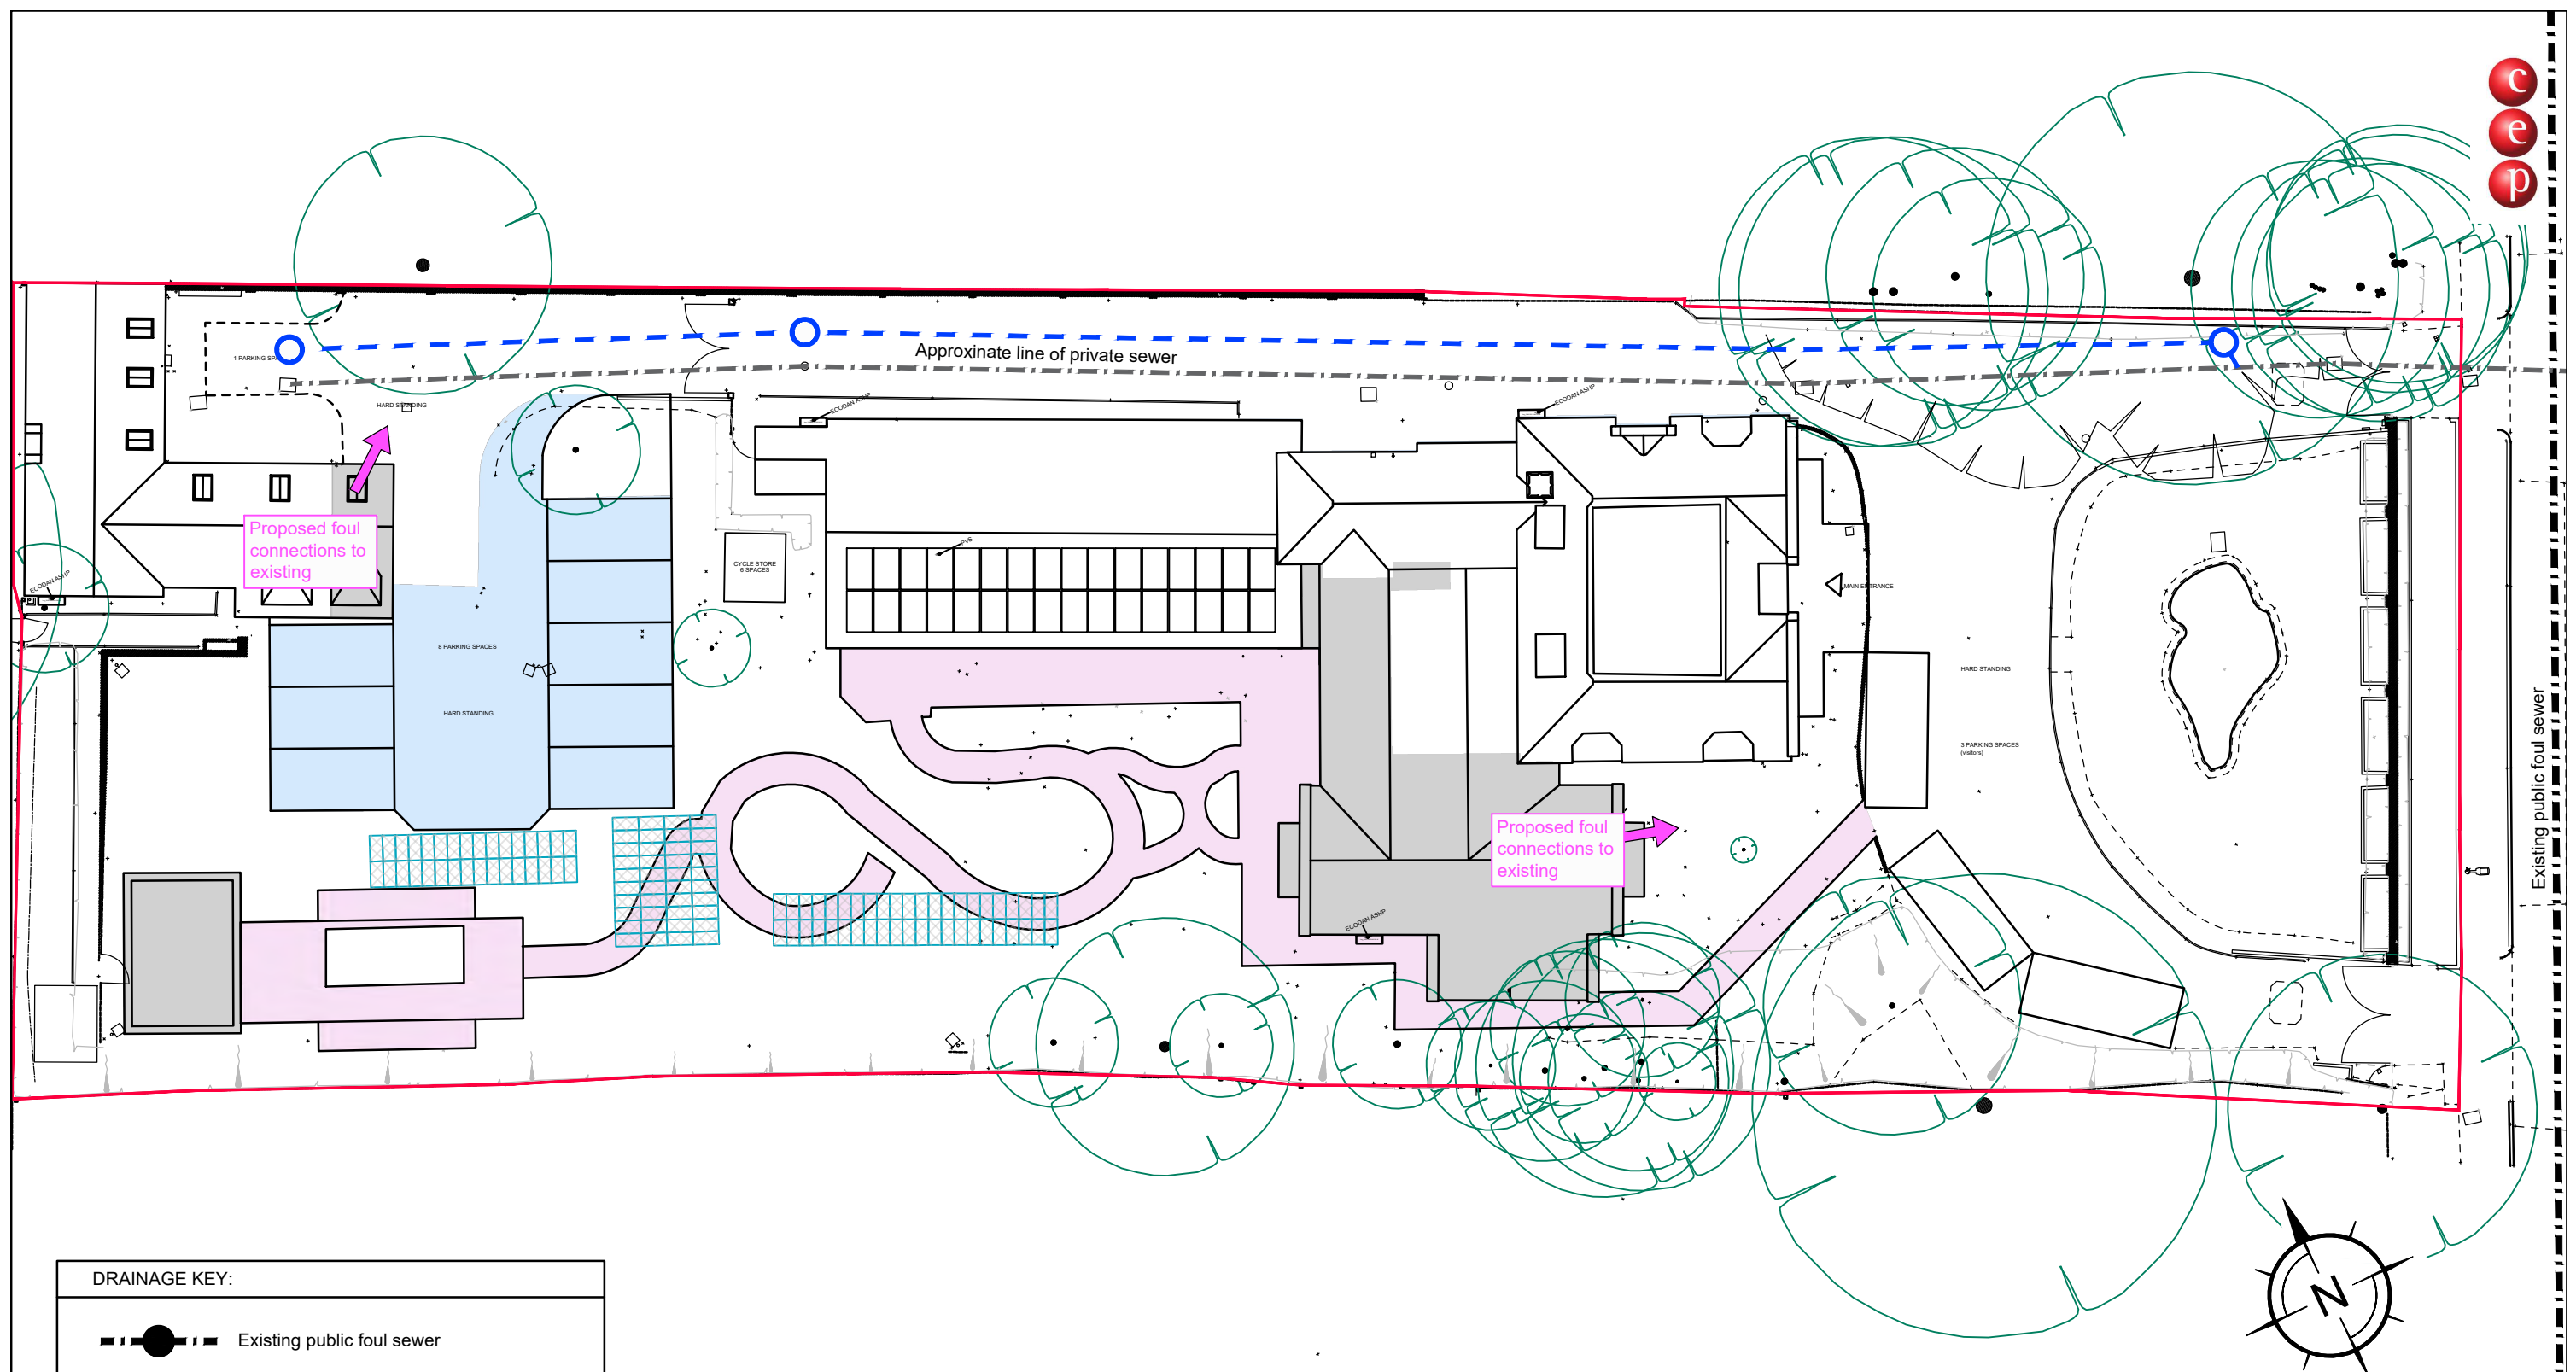 c
e
p
Approxinate line of private sewer
1 PARKING SPA
HARD STANDING
ECODAN ASHP
ECODAN ASHP
Proposed foul
connections to
existing
PVS
CYCLE STORE
6 SPACES
ECODAN ASHP
MAIN ENTRANCE
8 PARKING SPACES
HARD STANDING
HARD STANDING
3 PARKING SPACES
(visitors)
Existing public foul sewer
Proposed foul
connections to
existing
ECODAN ASHP
N
DRAINAGE KEY:
Existing public foul sewer